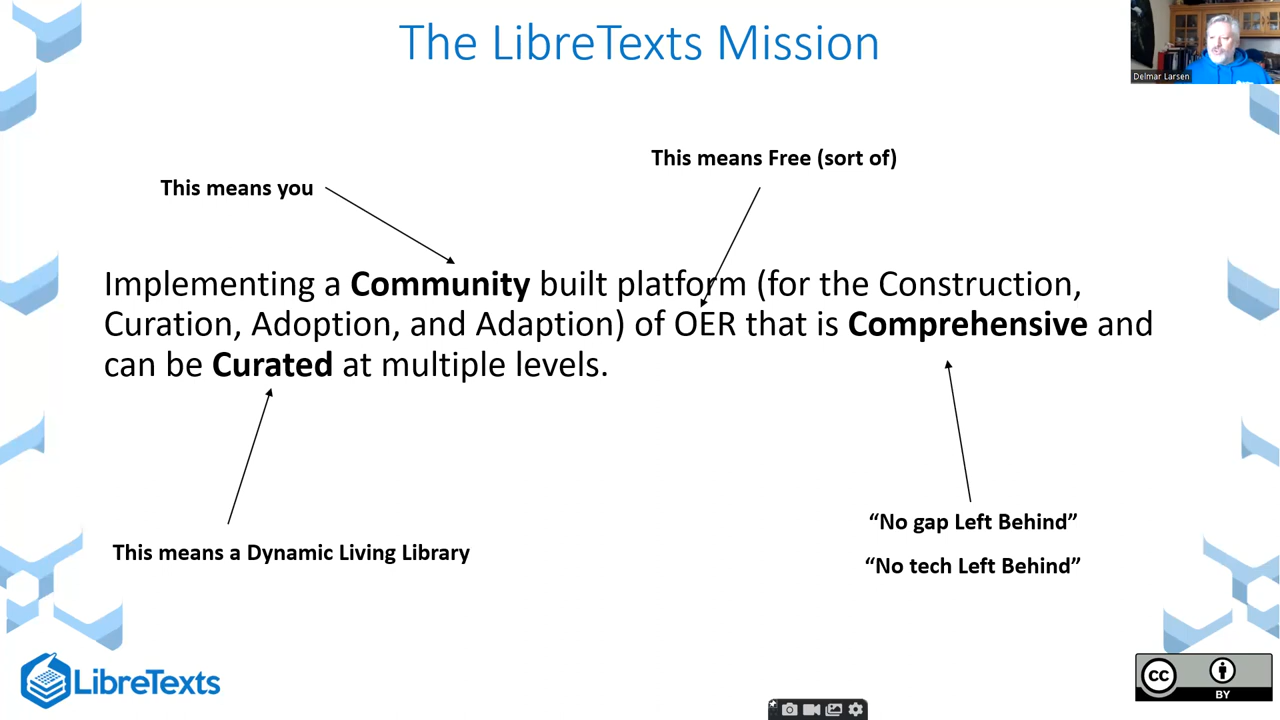 The LibreTexts Mission
Delmar Larsen
This means Free (sort of)
This means you
Implementing a Community built platform (for the Construction,
Curation, Adoption, and Adaption) of OER that is Comprehensive and
can be Curated at multiple levels.
“No gap Left Behind”
This means a Dynamic Living Library
“No tech Left Behind”
LibreTexts
CC
BY